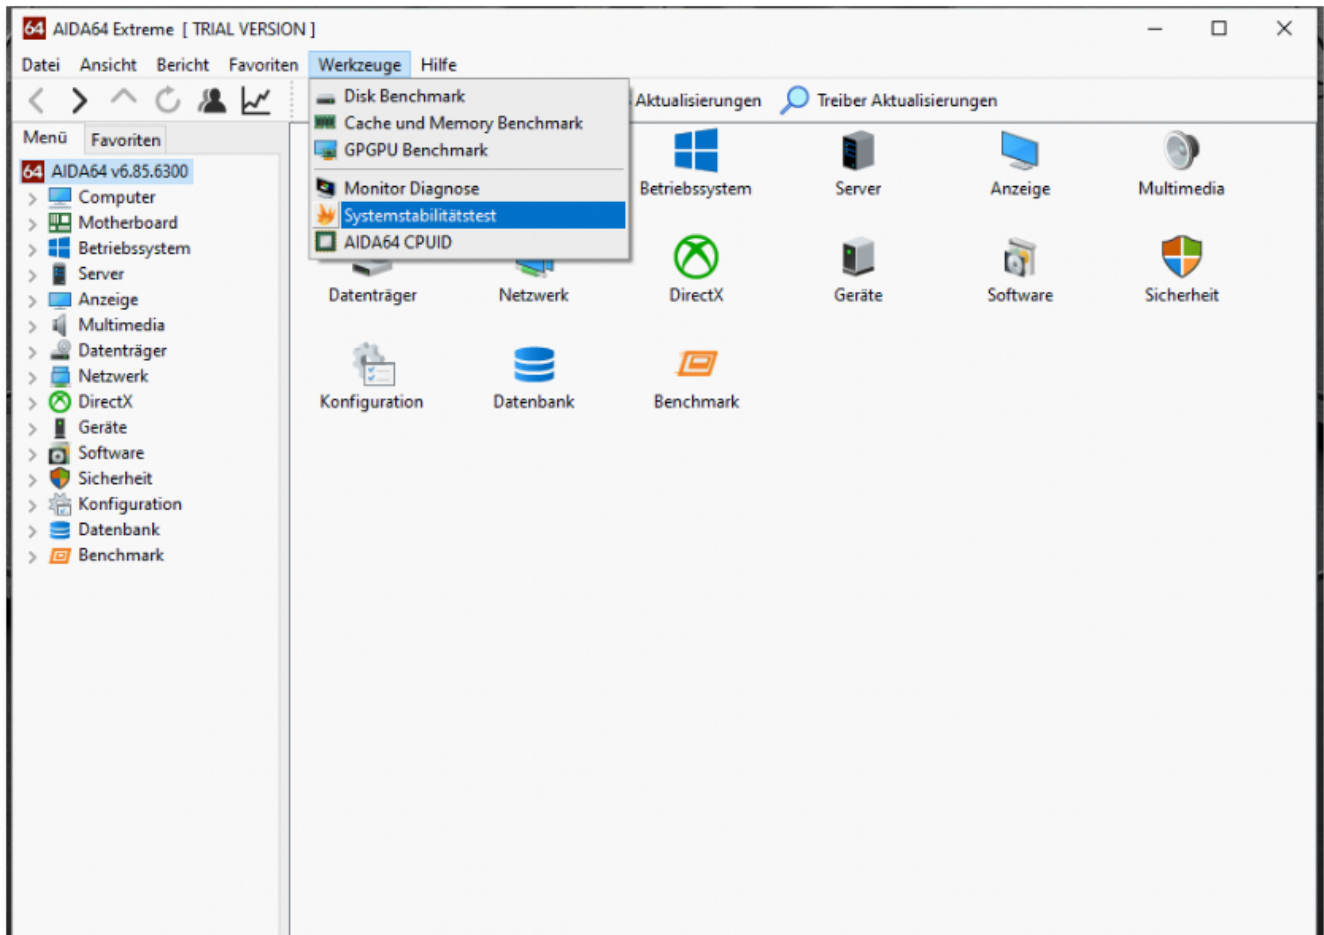 64 AIDA64 Extreme [ TRIAL VERSION ]
Datei Ansicht Bericht Favoriten Werkzeuge Hilfe
Aktualisierungen Treiber Aktualisierungen
Disk Benchmark
Cache und Memory Benchmark
GPGPU Benchmark
Monitor Diagnose
Systemstabilitätstest
AIDA64 CPUID
Menü Favoriten
64 AIDA64 v6.85.6300
Computer
Motherboard
Betriebssystem
Server
Anzeige
Multimedia
Datenträger
Netzwerk
DirectX
Geräte
Software
Sicherheit
Konfiguration
Datenbank
Benchmark
Betriebssystem Server Anzeige Multimedia
Datenträger Netzwerk DirectX Geräte Software Sicherheit
Konfiguration Datenbank Benchmark